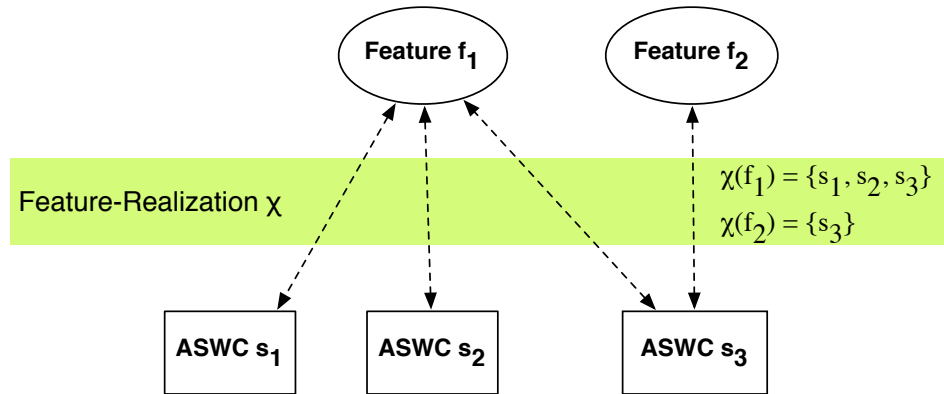 Feature f₁
Feature f₂
Feature-Realization χ
χ(f₁) = {s₁, s₂, s₃}
χ(f₂) = {s₃}
ASWC s₁
ASWC s₂
ASWC s₃